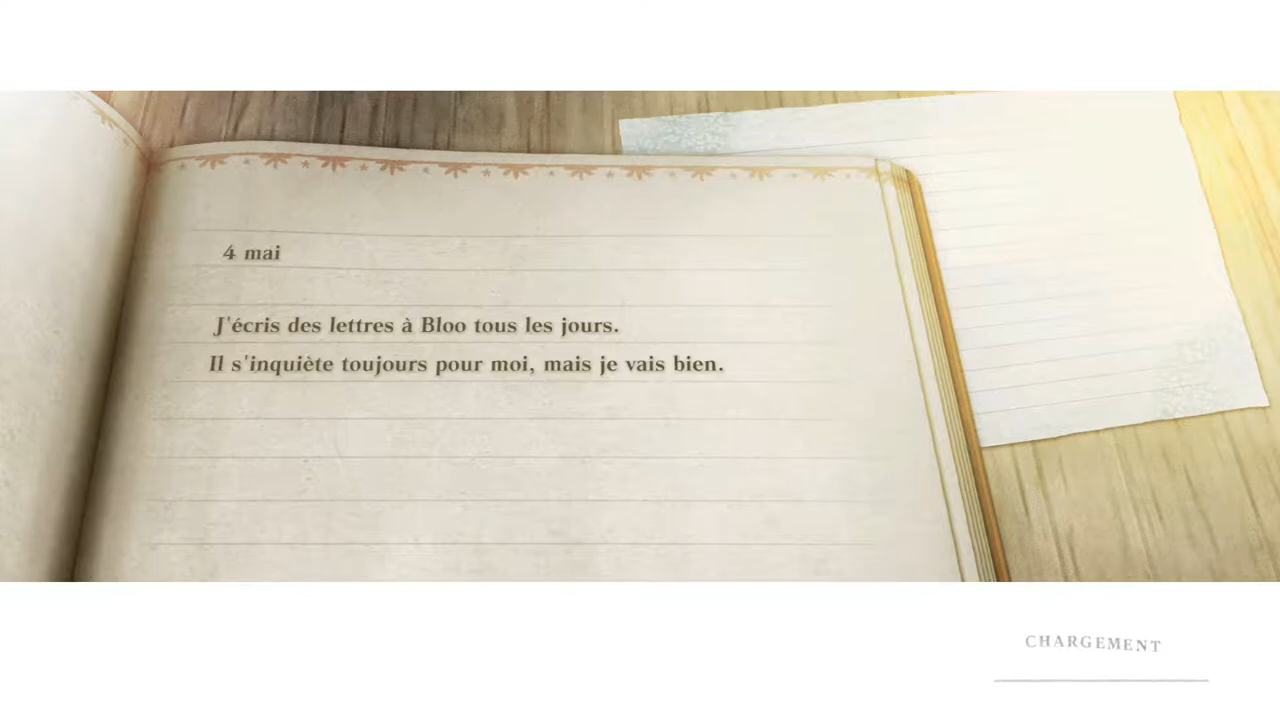 4 mai
J'écris des lettres à Bloo tous les jours.
Il s'inquiète toujours pour moi, mais je vais bien.
CHARGEMENT